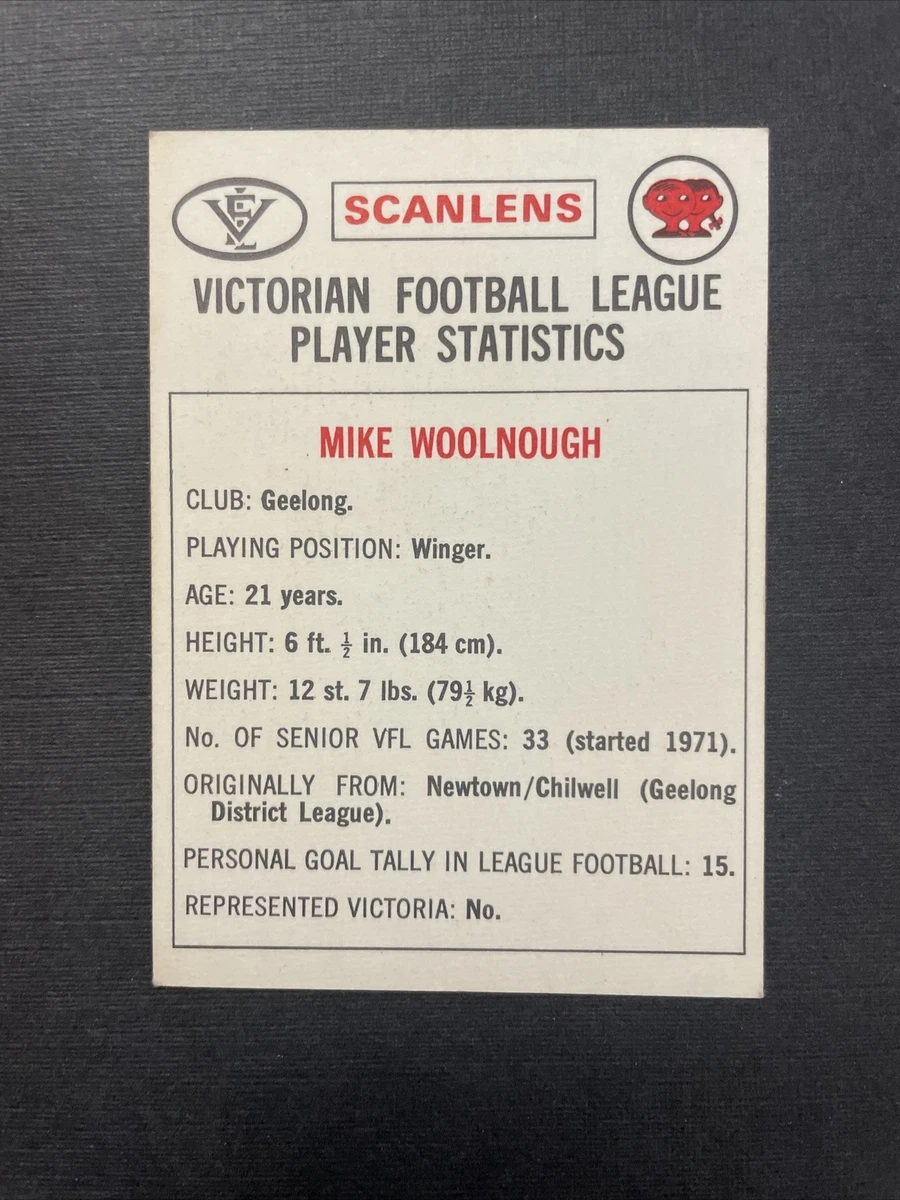 VFL
SCANLENS
VICTORIAN FOOTBALL LEAGUE
PLAYER STATISTICS
MIKE WOOLNOUGH
CLUB: Geelong.
PLAYING POSITION: Winger.
AGE: 21 years.
HEIGHT: 6 ft. ½ in. (184 cm).
WEIGHT: 12 st. 7 lbs. (79½ kg).
No. OF SENIOR VFL GAMES: 33 (started 1971).
ORIGINALLY FROM: Newtown/Chilwell (Geelong
District League).
PERSONAL GOAL TALLY IN LEAGUE FOOTBALL: 15.
REPRESENTED VICTORIA: No.